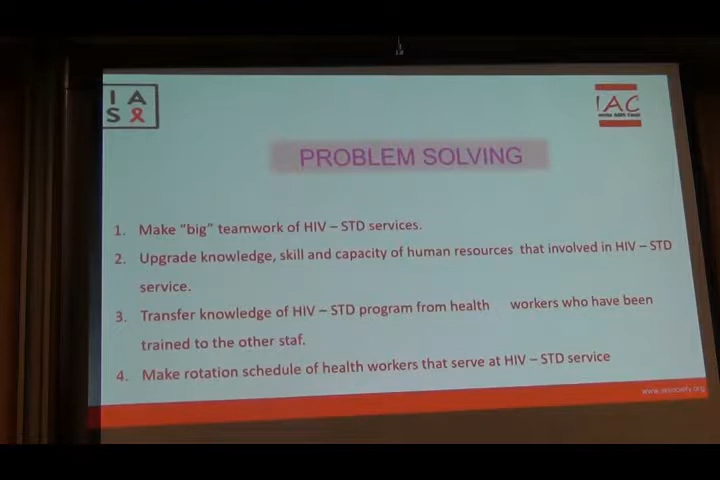 IA
S
IAC
PROBLEM SOLVING
1. Make "big" teamwork of HIV – STD services.
2. Upgrade knowledge, skill and capacity of human resources that involved in HIV – STD
service.
3. Transfer knowledge of HIV – STD program from health workers who have been
trained to the other staf.
4. Make rotation schedule of health workers that serve at HIV – STD service
www.iasociety.org